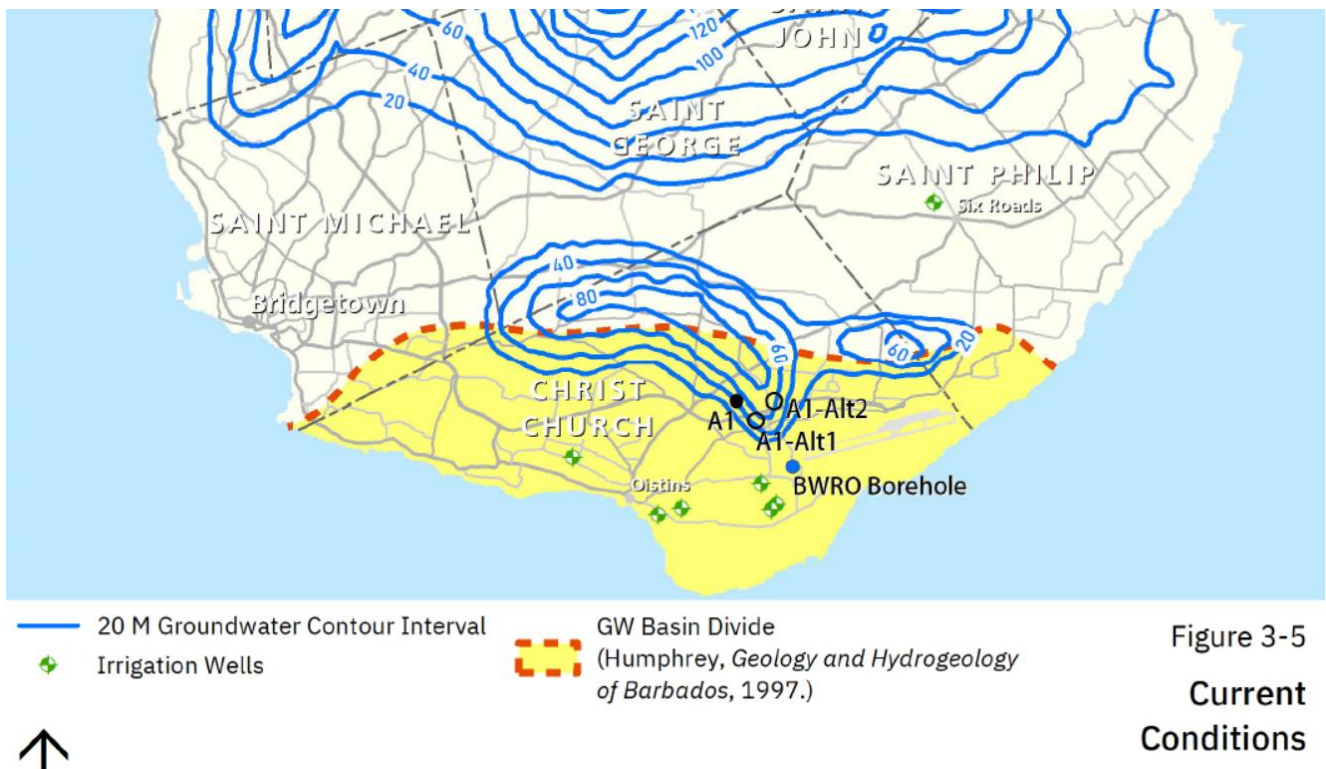 JOHN
120
60
100
40
20
SAINT
GEORGE
SAINT PHILIP
Six Roads
SAINT MICHAEL
40
Bridgetown
80
60
60
20
CHRIST
CHURCH
A1
A1-Alt2
A1-Alt1
Oistins
BWRO Borehole
20 M Groundwater Contour Interval
Irrigation Wells
GW Basin Divide
(Humphrey, Geology and Hydrogeology
of Barbados, 1997.)
Figure 3-5
Current
Conditions